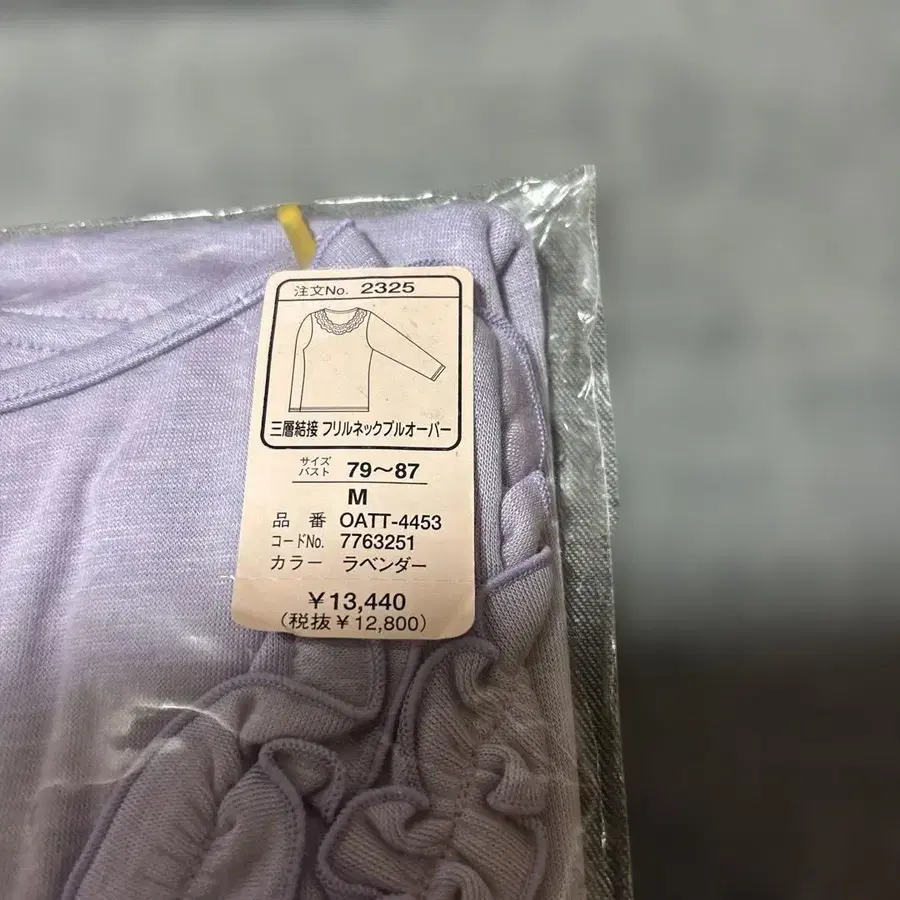 注文No. 2325
三層結接 フリルネックプルオーバー
サイズ
バスト 79〜87
M
品番 OATT-4453
コードNo. 7763251
カラー ラベンダー
￥13,440
(税抜￥12,800)